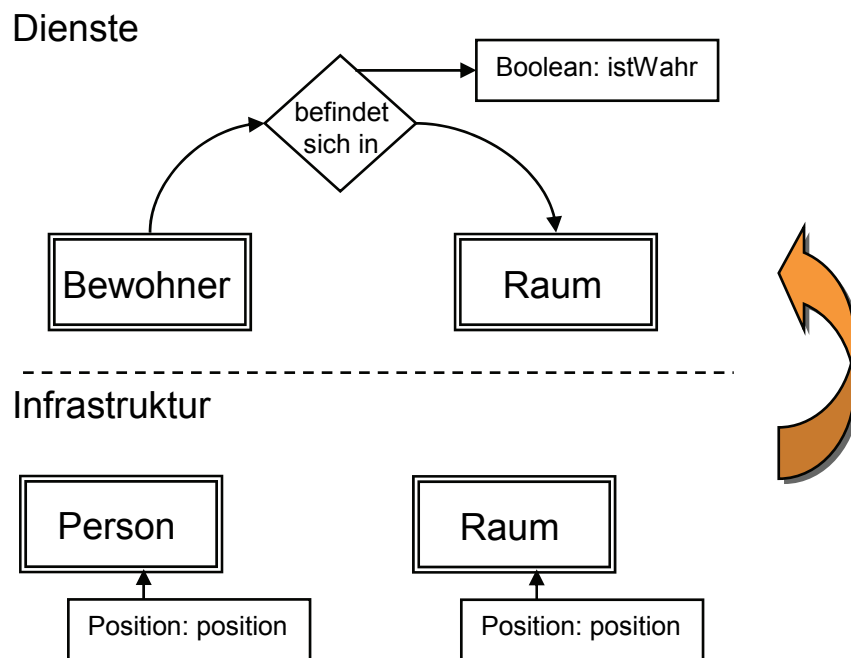 Dienste
Boolean: istWahr
befindet
sich in
Bewohner
Raum
Infrastruktur
Person
Raum
Position: position
Position: position